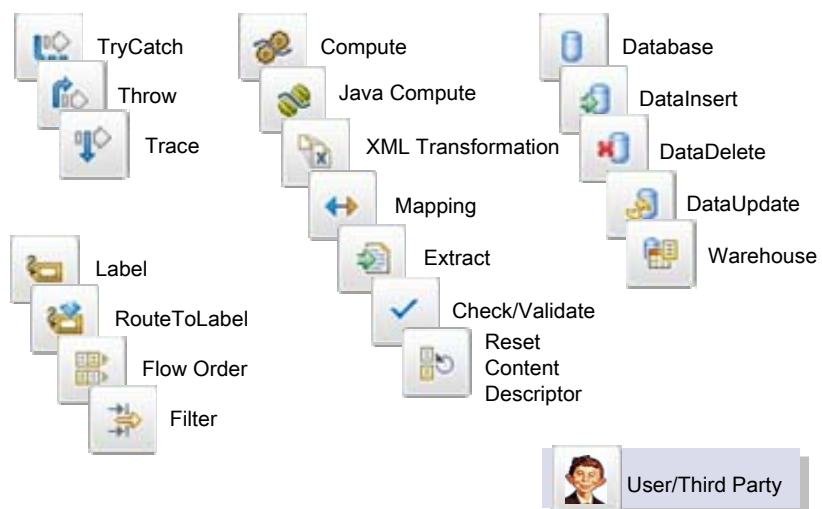 TryCatch
Throw
Trace
Compute
Java Compute
XML Transformation
Mapping
Extract
Check/Validate
Reset
Content
Descriptor
Database
DataInsert
DataDelete
DataUpdate
Warehouse
Label
RouteToLabel
Flow Order
Filter
User/Third Party